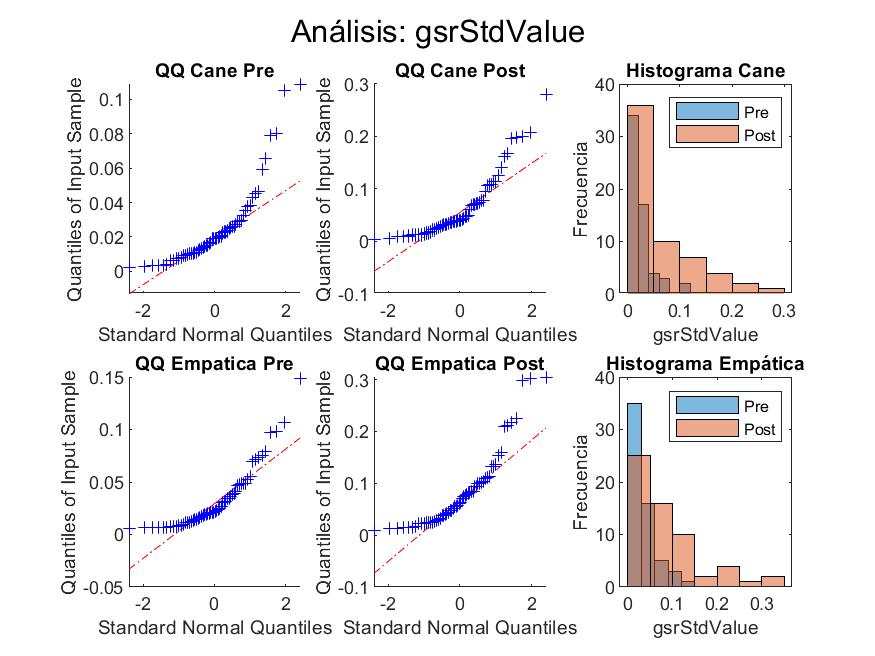 Análisis: gsrStdValue
QQ Cane Pre
Quantiles of Input Sample
0.1
0.08
0.06
0.04
0.02
0
-2
0
2
Standard Normal Quantiles
QQ Cane Post
Quantiles of Input Sample
0.3
0.2
0.1
0
-0.1
-2
0
2
Standard Normal Quantiles
Histograma Cane
Frecuencia
40
30
20
10
0
Pre
Post
0
0.1
0.2
0.3
gsrStdValue
QQ Empatica Pre
Quantiles of Input Sample
0.15
0.1
0.05
0
-0.05
-2
0
2
Standard Normal Quantiles
QQ Empatica Post
Quantiles of Input Sample
0.3
0.2
0.1
0
-0.1
-2
0
2
Standard Normal Quantiles
Histograma Empática
Frecuencia
40
30
20
10
0
Pre
Post
0
0.1
0.2
0.3
gsrStdValue